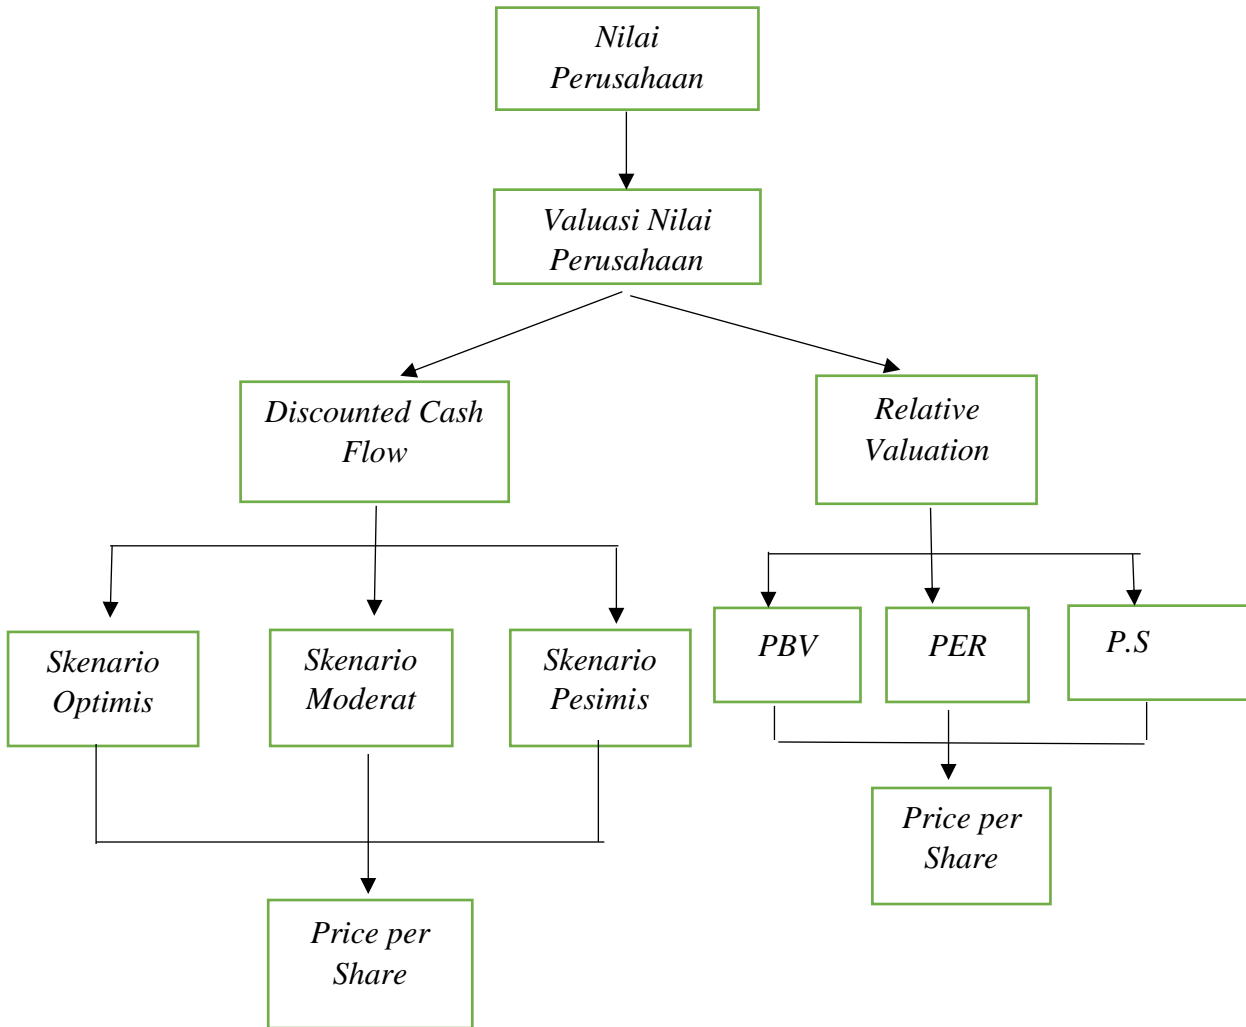 Nilai
Perusahaan
Valuasi Nilai
Perusahaan
Discounted Cash
Flow
Relative
Valuation
Skenario
Optimis
Skenario
Moderat
Skenario
Pesimis
PBV
PER
P.S
Price per
Share
Price per
Share